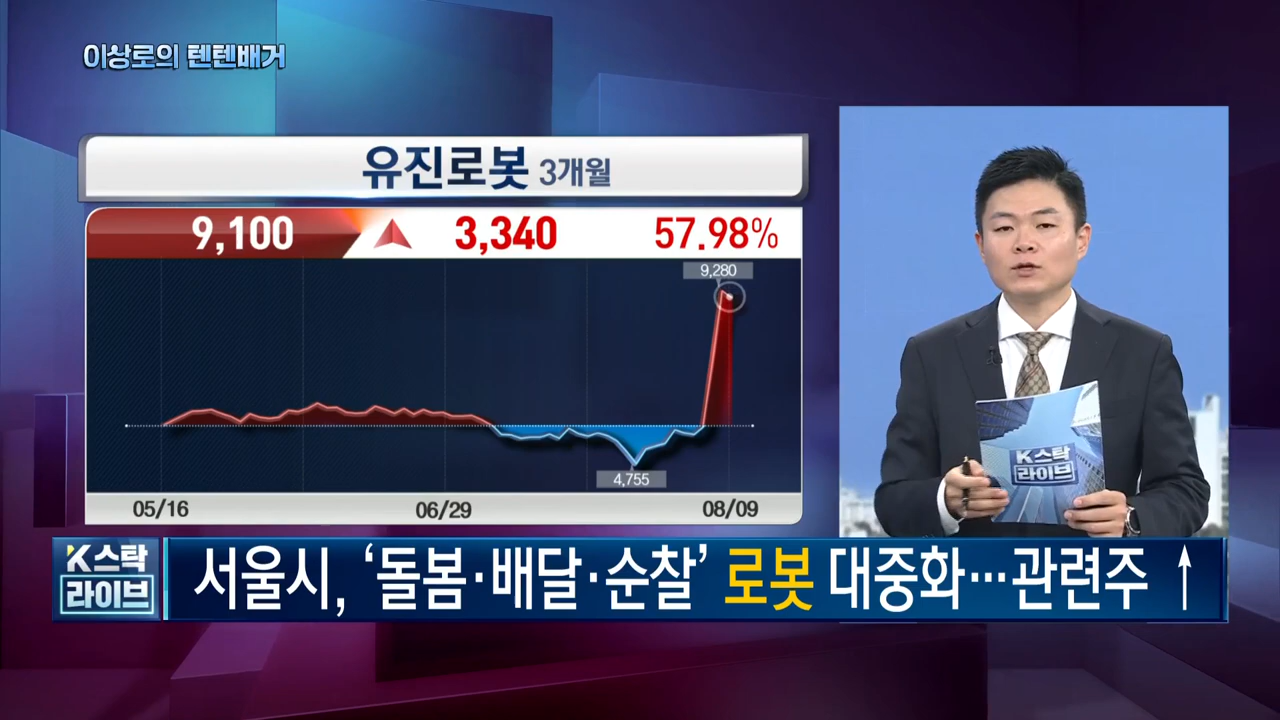 이상로의 텐텐배거
유진로봇 3개월
9,100 ▲ 3,340 57.98%
9,280
4,755
05/16 06/29 08/09
K스탁
라이브
K스탁
라이브
서울시, ‘돌봄·배달·순찰’ 로봇 대중화…관련주 ↑